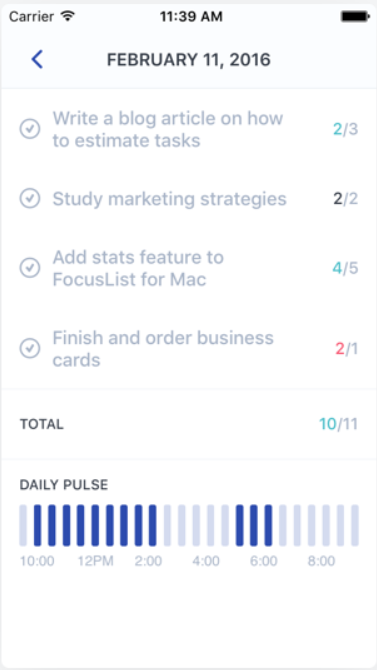 Carrier 11:39 AM
FEBRUARY 11, 2016
Write a blog article on how
to estimate tasks
2/3
Study marketing strategies 2/2
Add stats feature to
FocusList for Mac
4/5
Finish and order business
cards
2/1
TOTAL 10/11
DAILY PULSE
10:00 12PM 2:00 4:00 6:00 8:00